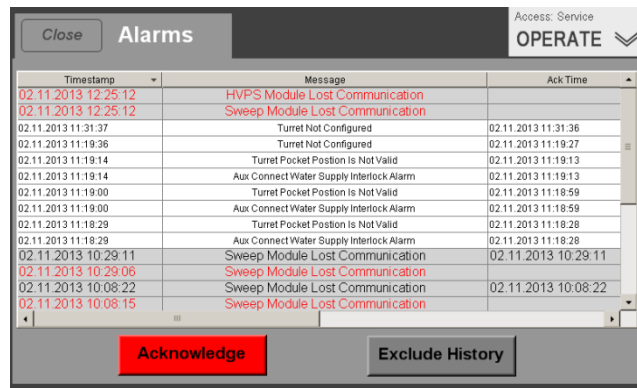 Close Alarms Access: Service
OPERATE
Timestamp Message Ack Time
02.11.2013 12:25:12 HVPS Module Lost Communication
02.11.2013 12:25:12 Sweep Module Lost Communication
02.11.2013 11:31:37 Turret Not Configured 02.11.2013 11:31:36
02.11.2013 11:19:36 Turret Not Configured 02.11.2013 11:19:27
02.11.2013 11:19:14 Turret Pocket Postion Is Not Valid 02.11.2013 11:19:13
02.11.2013 11:19:14 Aux Connect Water Supply Interlock Alarm 02.11.2013 11:19:13
02.11.2013 11:19:00 Turret Pocket Postion Is Not Valid 02.11.2013 11:18:59
02.11.2013 11:19:00 Aux Connect Water Supply Interlock Alarm 02.11.2013 11:18:59
02.11.2013 11:18:29 Turret Pocket Postion Is Not Valid 02.11.2013 11:18:28
02.11.2013 11:18:29 Aux Connect Water Supply Interlock Alarm 02.11.2013 11:18:28
02.11.2013 10:29:11 Sweep Module Lost Communication 02.11.2013 10:29:11
02.11.2013 10:29:06 Sweep Module Lost Communication
02.11.2013 10:08:22 Sweep Module Lost Communication 02.11.2013 10:08:22
02.11.2013 10:08:15 Sweep Module Lost Communication
Acknowledge Exclude History